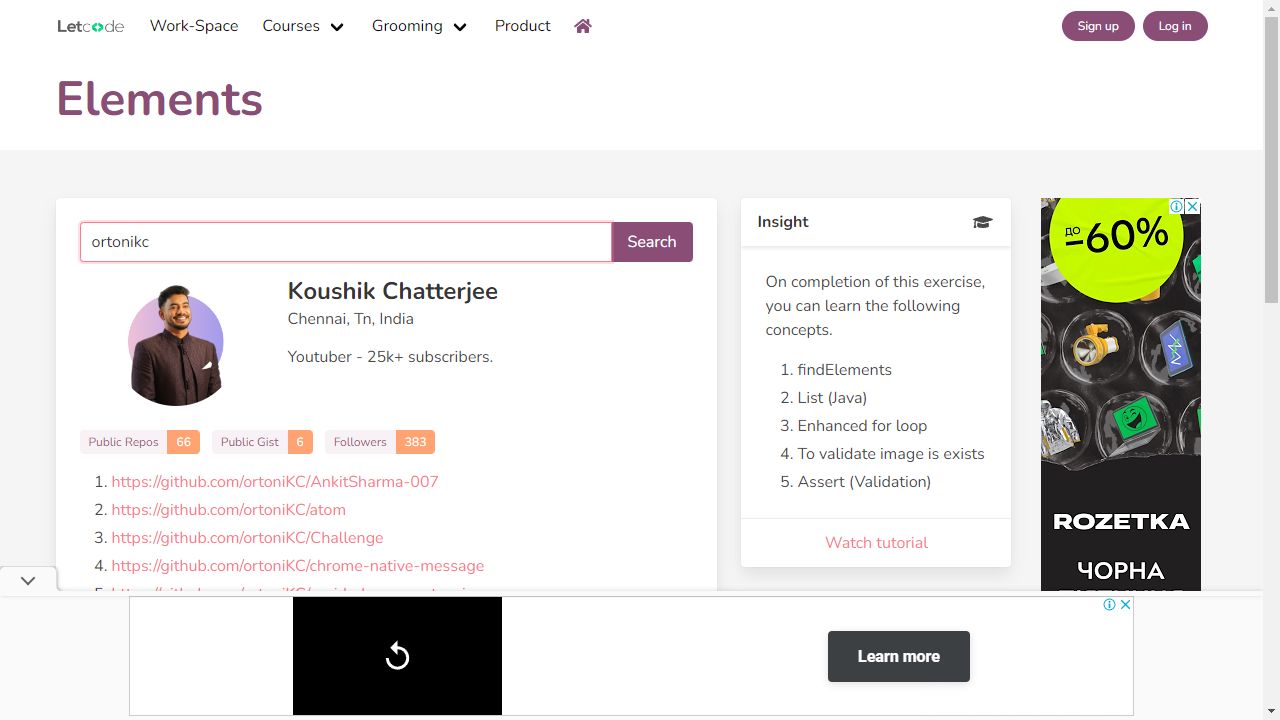 Letcode Work-Space Courses Grooming Product Sign up Log in
Elements
ortonikc Search
Koushik Chatterjee
Chennai, Tn, India
Youtuber - 25k+ subscribers.
Public Repos 66 Public Gist 6 Followers 383
1. https://github.com/ortoniKC/AnkitSharma-007
2. https://github.com/ortoniKC/atom
3. https://github.com/ortoniKC/Challenge
4. https://github.com/ortoniKC/chrome-native-message
Insight
On completion of this exercise,
you can learn the following
concepts.
1. findElements
2. List (Java)
3. Enhanced for loop
4. To validate image is exists
5. Assert (Validation)
Watch tutorial
до
-60%
ROZETKA
ЧОРНА
Learn more